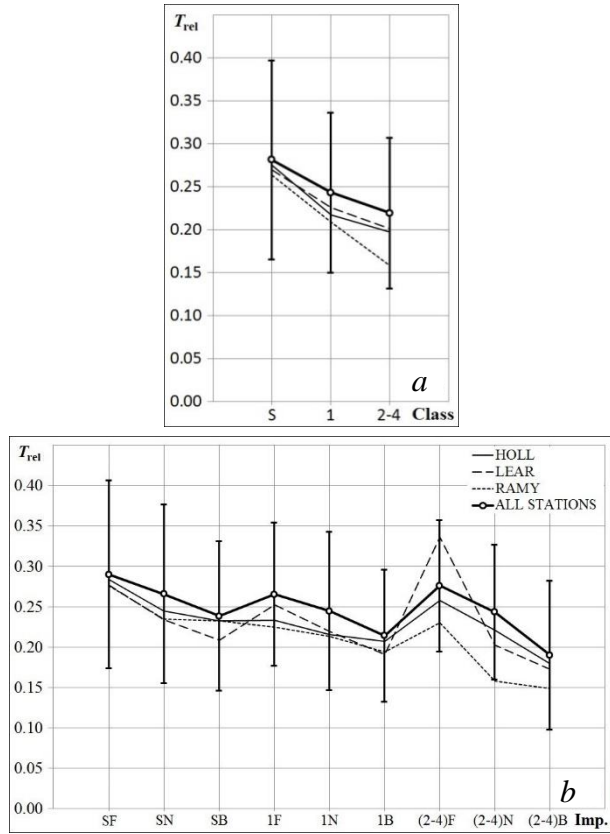 T_rel
0.40
0.35
0.30
0.25
0.20
0.15
0.10
0.05
0.00
a
S 1 2-4 Class
T_rel
HOLL
LEAR
RAMY
ALL STATIONS
0.40
0.35
0.30
0.25
0.20
0.15
0.10
0.05
0.00
b
SF SN SB 1F 1N 1B (2-4)F (2-4)N (2-4)B Imp.